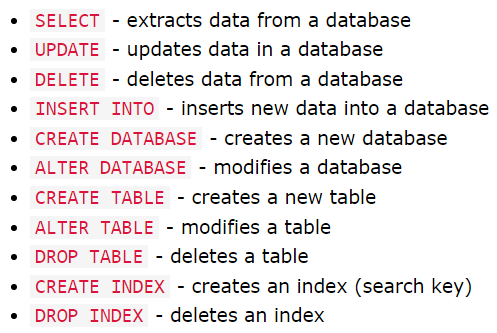 • SELECT - extracts data from a database
• UPDATE - updates data in a database
• DELETE - deletes data from a database
• INSERT INTO - inserts new data into a database
• CREATE DATABASE - creates a new database
• ALTER DATABASE - modifies a database
• CREATE TABLE - creates a new table
• ALTER TABLE - modifies a table
• DROP TABLE - deletes a table
• CREATE INDEX - creates an index (search key)
• DROP INDEX - deletes an index